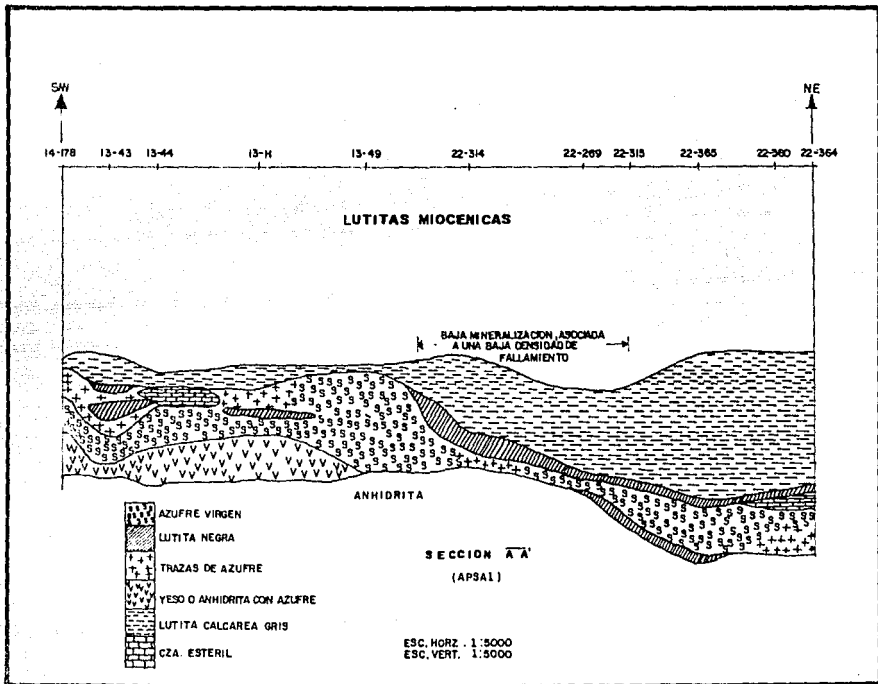 SW
NE
14-178 13-43 13-44 13-11 13-49 22-314 22-269 22-315 22-365 22-360 22-364
LUTITAS MIOCENICAS
BAJA MINERALIZACION, ASOCIADA
A UNA BAJA DENSIDAD DE
FALLAMIENTO
ANHIDRITA
AZUFRE VIRGEN
LUTITA NEGRA
TRAZAS DE AZUFRE
YESO O ANHIDRITA CON AZUFRE
LUTITA CALCAREA GRIS
CZA. ESTERIL
SECCION A A'
(APSA1)
ESC. HORZ. 1:5000
ESC. VERT. 1:5000